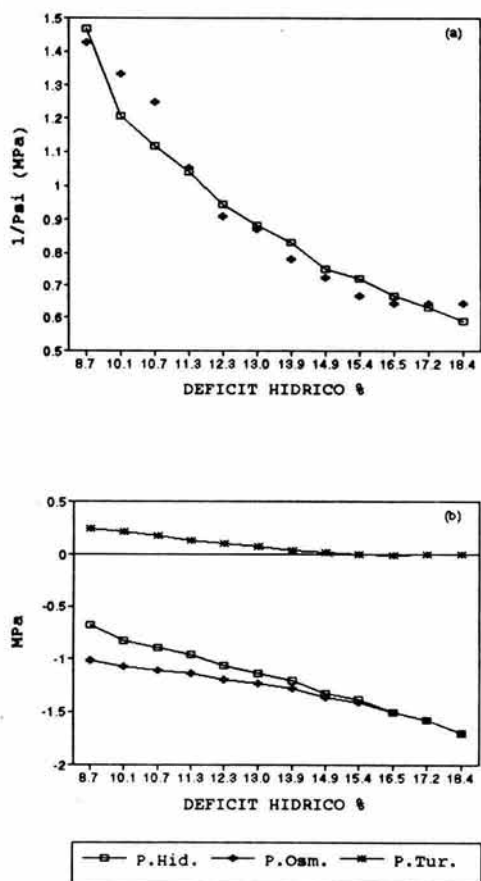 (a)
1.5
1.4
1.3
1.2
1.1
1
0.9
0.8
0.7
0.6
0.5
1/Psi (MPa)
8.7 10.1 10.7 11.3 12.3 13.0 13.9 14.9 15.4 16.5 17.2 18.4
DEFICIT HIDRICO %
(b)
0.5
0
-0.5
-1
-1.5
-2
MPa
8.7 10.1 10.7 11.3 12.3 13.0 13.9 14.9 15.4 16.5 17.2 18.4
DEFICIT HIDRICO %
P.Hid. P.Osm. P.Tur.